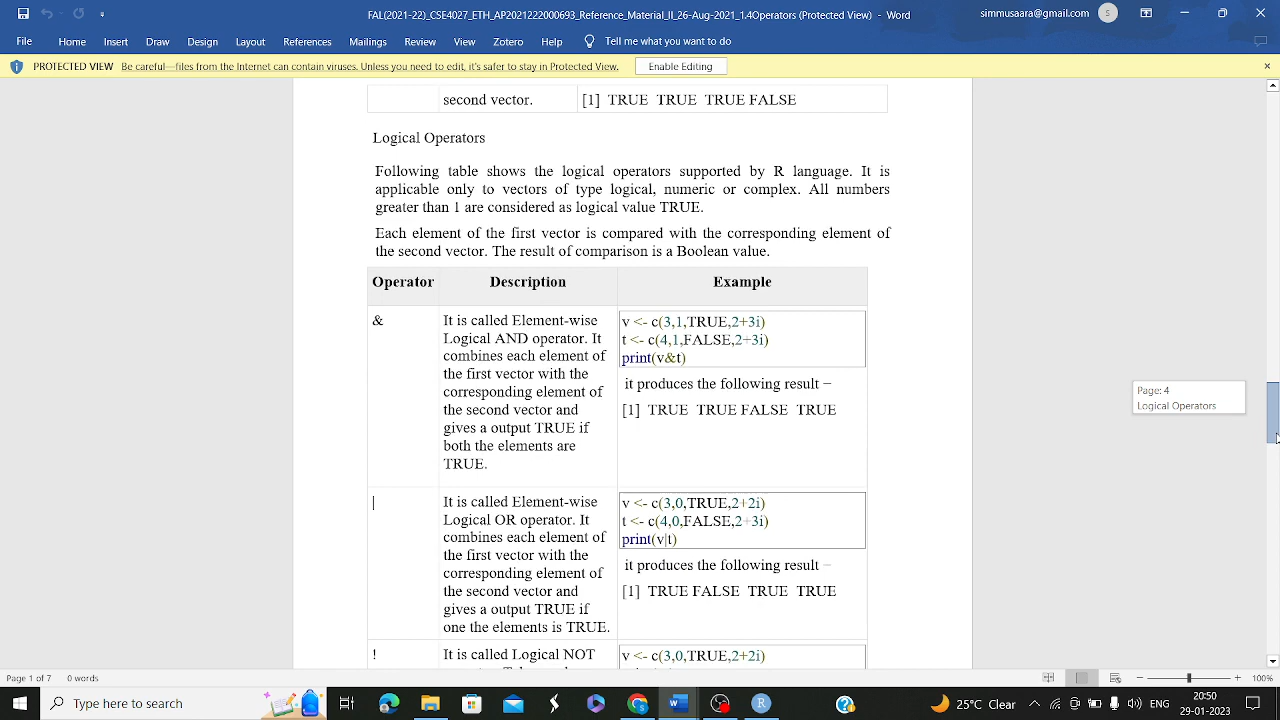 FAL(2021-22)_CSE4027_ETH_AP2021222000693_Reference_Material_I_16-Aug-2021_1.4Operators (Protected View) - Word
simmusaara@gmail.com
S
File Home Insert Draw Design Layout References Mailings Review View Zotero Help Tell me what you want to do
PROTECTED VIEW Be careful—files from the Internet can contain viruses. Unless you need to edit, it's safer to stay in Protected View. Enable Editing
second vector. [1] TRUE TRUE TRUE FALSE
Logical Operators
Following table shows the logical operators supported by R language. It is
applicable only to vectors of type logical, numeric or complex. All numbers
greater than 1 are considered as logical value TRUE.
Each element of the first vector is compared with the corresponding element of
the second vector. The result of comparison is a Boolean value.
Operator Description Example
&
It is called Element-wise
Logical AND operator. It
combines each element of
the first vector with the
corresponding element of
the second vector and
gives a output TRUE if
both the elements are
TRUE.
v <- c(3,1,TRUE,2+3i)
t <- c(4,1,FALSE,2+3i)
print(v&t)
it produces the following result −
[1] TRUE TRUE FALSE TRUE
|
It is called Element-wise
Logical OR operator. It
combines each element of
the first vector with the
corresponding element of
the second vector and
gives a output TRUE if
one the elements is TRUE.
v <- c(3,0,TRUE,2+2i)
t <- c(4,0,FALSE,2+3i)
print(v|t)
it produces the following result −
[1] TRUE FALSE TRUE TRUE
!
It is called Logical NOT
v <- c(3,0,TRUE,2+2i)
Page: 4
Logical Operators
Page 1 of 7 0 words
100%
Type here to search
25°C Clear
ENG
20:50
29-01-2023